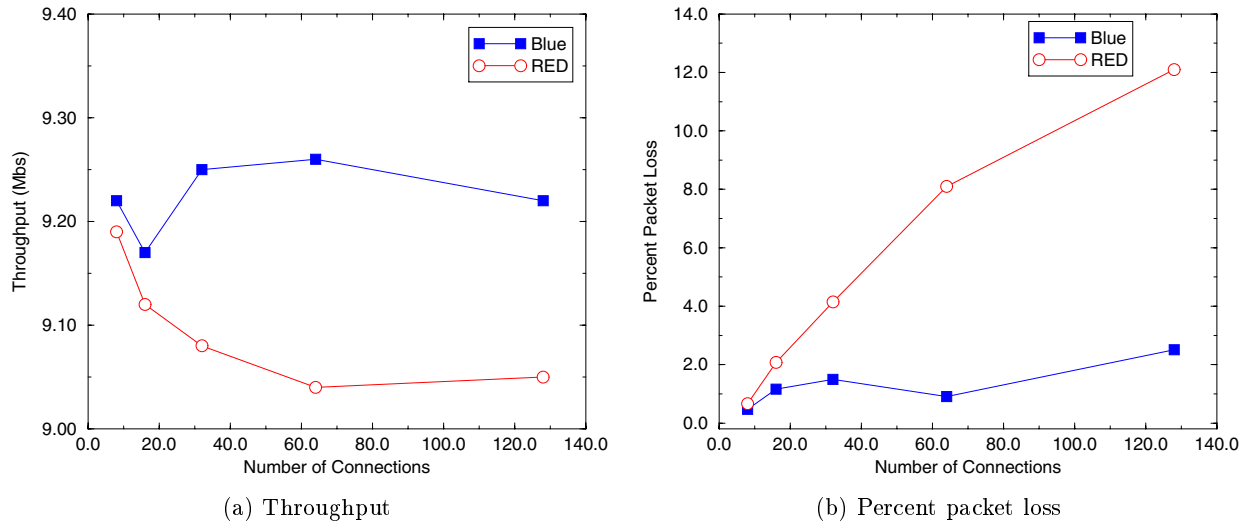 9.40
9.30
9.20
9.10
9.00
Throughput (Mbs)
Blue
RED
0.0 20.0 40.0 60.0 80.0 100.0 120.0 140.0
Number of Connections
(a) Throughput
14.0
12.0
10.0
8.0
6.0
4.0
2.0
0.0
Percent Packet Loss
Blue
RED
0.0 20.0 40.0 60.0 80.0 100.0 120.0 140.0
Number of Connections
(b) Percent packet loss